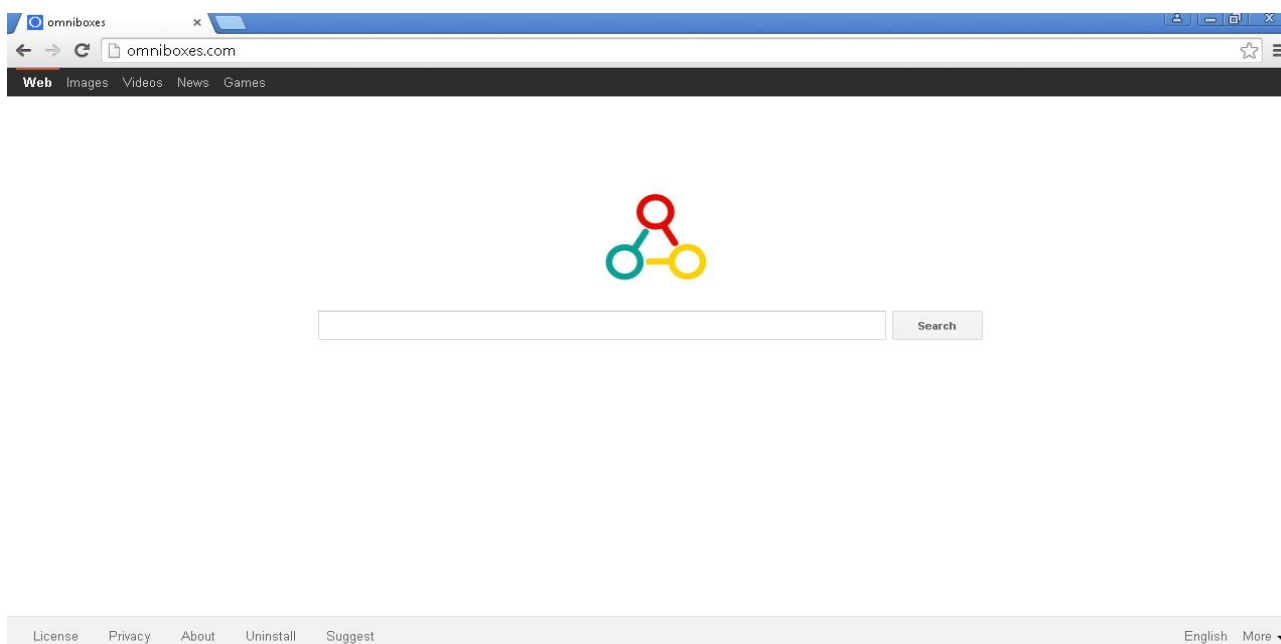 omniboxes
omniboxes.com
Web Images Videos News Games
Search
License Privacy About Uninstall Suggest English More